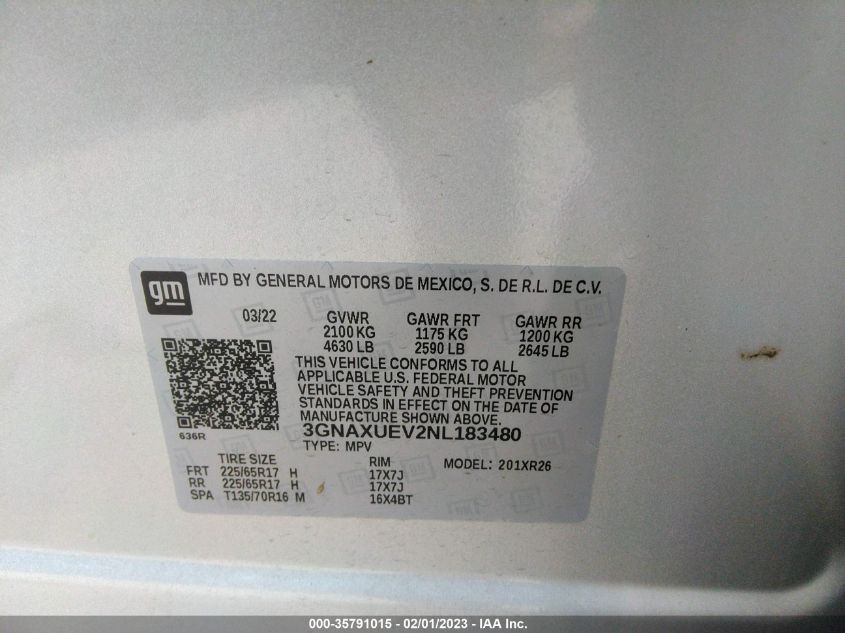 gm
MFD BY GENERAL MOTORS DE MEXICO, S. DE R.L. DE C.V.
03/22 GVWR GAWR FRT GAWR RR
2100 KG 1175 KG 1200 KG
4630 LB 2590 LB 2645 LB
THIS VEHICLE CONFORMS TO ALL
APPLICABLE U.S. FEDERAL MOTOR
VEHICLE SAFETY AND THEFT PREVENTION
STANDARDS IN EFFECT ON THE DATE OF
MANUFACTURE SHOWN ABOVE.
3GNAXUEV2NL183480
636R TYPE: MPV
TIRE SIZE RIM MODEL: 201XR26
FRT 225/65R17 H 17X7J
RR 225/65R17 H 17X7J
SPA T135/70R16 M 16X4BT
000-35791015 - 02/01/2023 - IAA Inc.